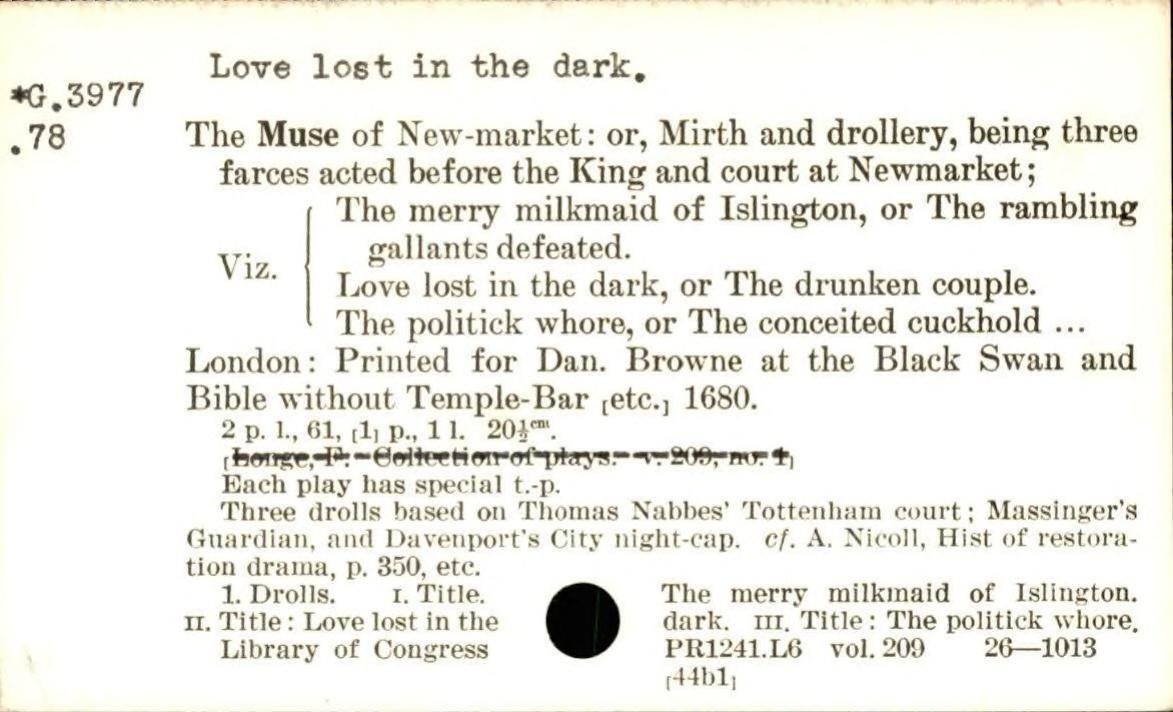 Love lost in the dark.
*G.3977
.78
The Muse of New-market: or, Mirth and drollery, being three
farces acted before the King and court at Newmarket;
The merry milkmaid of Islington, or The rambling
gallants defeated.
Viz.
Love lost in the dark, or The drunken couple.
The politick whore, or The conceited cuckhold ...
London: Printed for Dan. Browne at the Black Swan and
Bible without Temple-Bar [etc.] 1680.
2 p. l., 61, [1] p., 1 l. 20½ᶜᵐ.
[Longe, F. Collection of plays. v. 209, no. 1]
Each play has special t.-p.
Three drolls based on Thomas Nabbes' Tottenham court; Massinger's
Guardian, and Davenport's City night-cap. cf. A. Nicoll, Hist of restora-
tion drama, p. 350, etc.
1. Drolls. I. Title. The merry milkmaid of Islington.
II. Title: Love lost in the dark. III. Title: The politick whore.
Library of Congress PR1241.L6 vol. 209 26—1013
[44b1]